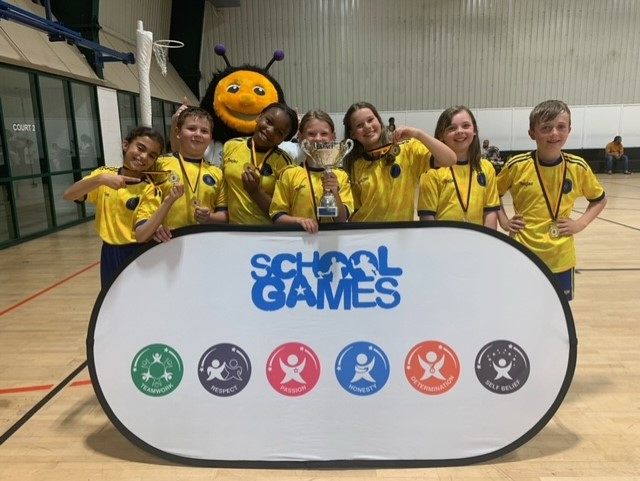 COURT 2
SCHOOL
GAMES
TEAMWORK
RESPECT
PASSION
HONESTY
DETERMINATION
SELF BELIEF